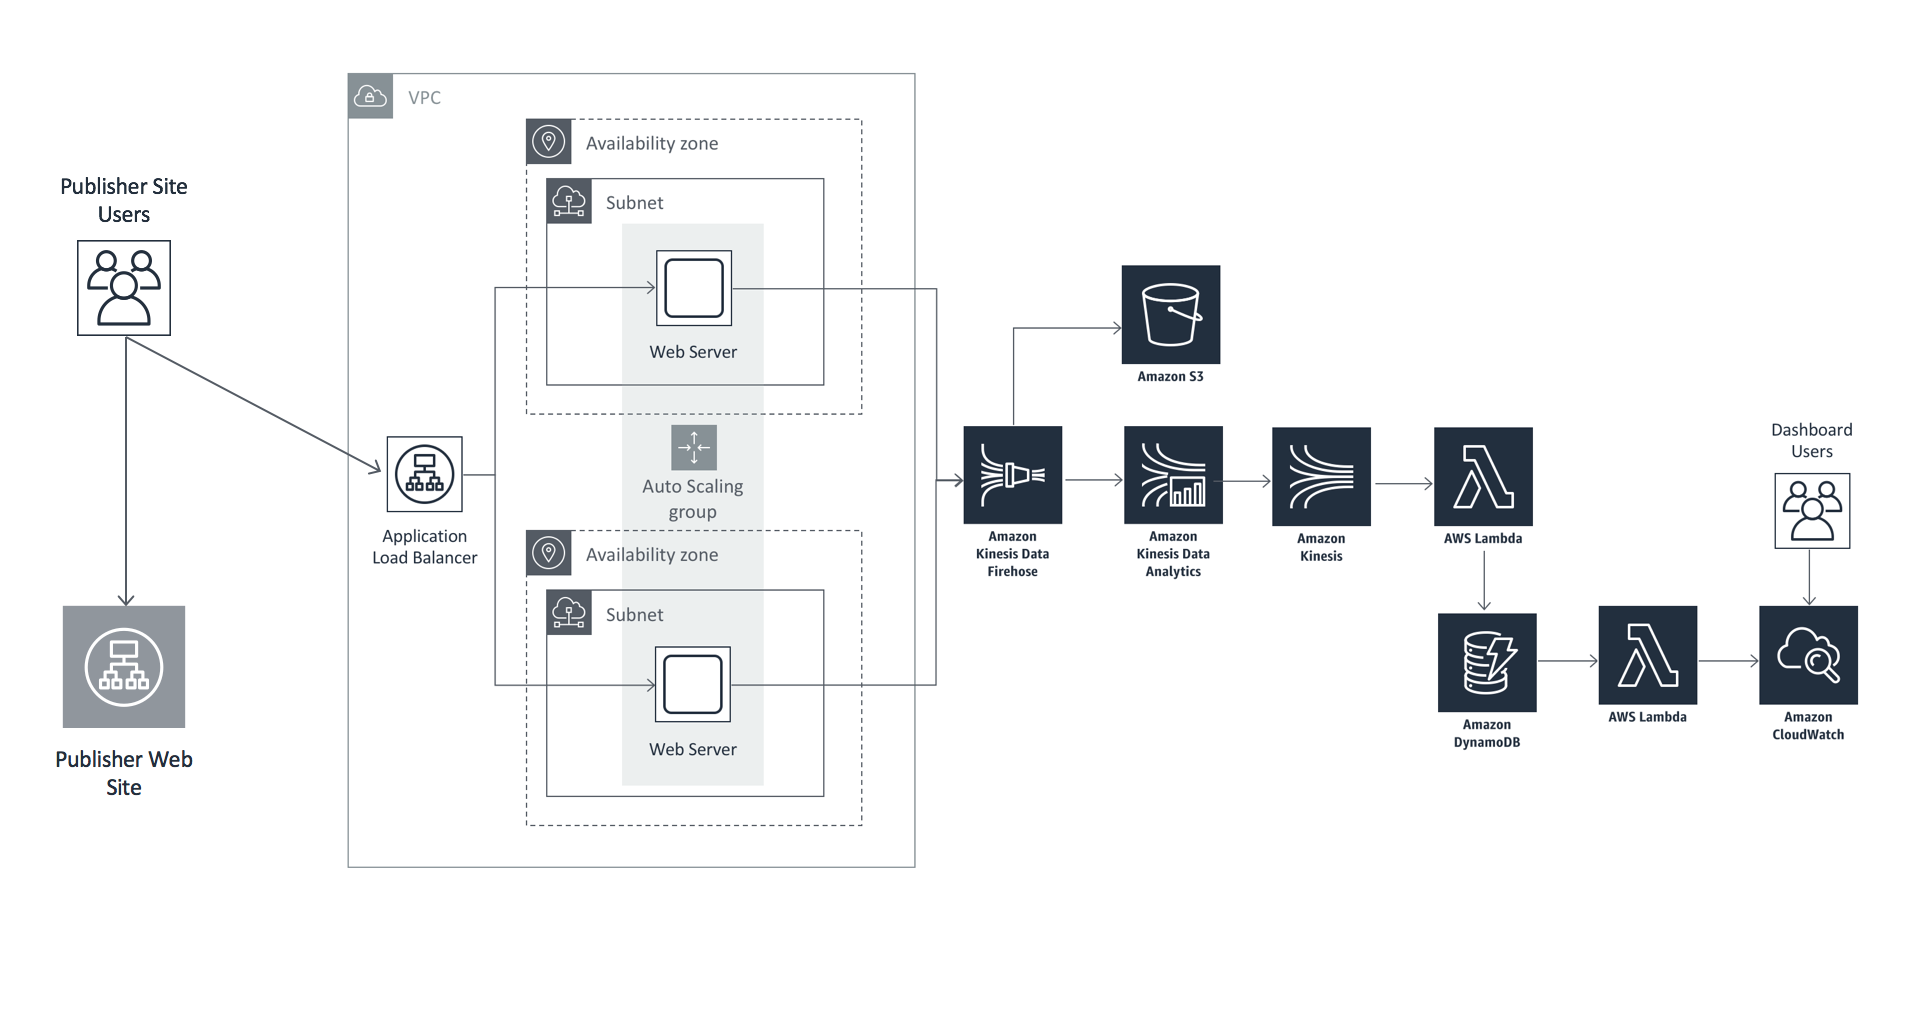 VPC
Availability zone
Subnet
Publisher Site
Users
Web Server
Amazon S3
Dashboard
Users
Auto Scaling
group
Application
Load Balancer
Amazon
Kinesis Data
Firehose
Amazon
Kinesis Data
Analytics
Amazon
Kinesis
AWS Lambda
Availability zone
Subnet
Web Server
Publisher Web
Site
Amazon
DynamoDB
AWS Lambda
Amazon
CloudWatch